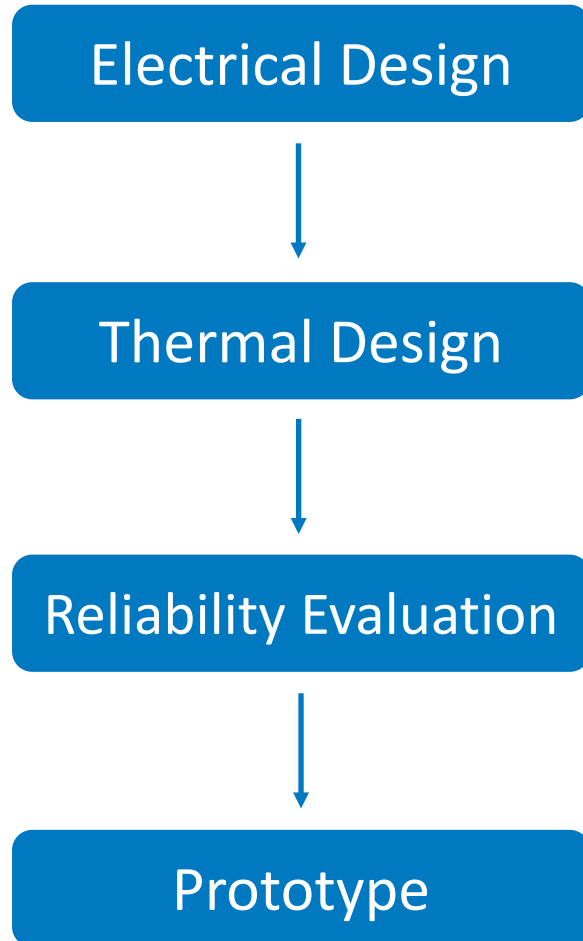 Electrical Design
Thermal Design
Reliability Evaluation
Prototype